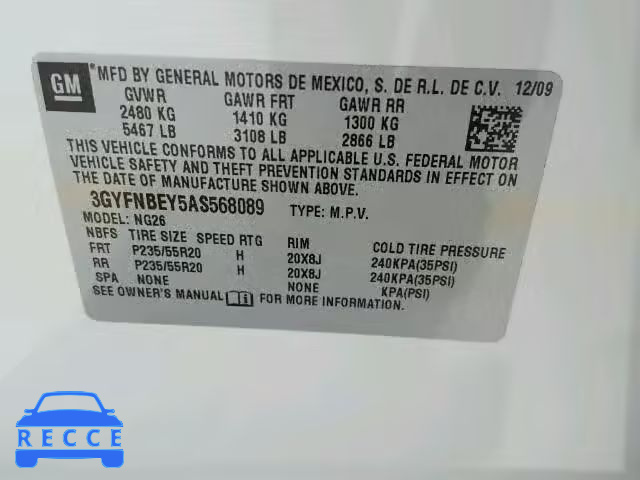 GM
*MFD BY GENERAL MOTORS DE MEXICO, S. DE R.L. DE C.V. 12/09
GVWR GAWR FRT GAWR RR
2480 KG 1410 KG 1300 KG
5467 LB 3108 LB 2866 LB
THIS VEHICLE CONFORMS TO ALL APPLICABLE U.S. FEDERAL MOTOR
VEHICLE SAFETY AND THEFT PREVENTION STANDARDS IN EFFECT ON
THE DATE OF MANUFACTURE SHOWN ABOVE.
3GYFNBEY5AS568089 TYPE: M.P.V.
MODEL: NG26
NBFS TIRE SIZE SPEED RTG RIM COLD TIRE PRESSURE
FRT P235/55R20 H 20X8J 240KPA(35PSI)
RR P235/55R20 H 20X8J 240KPA(35PSI)
SPA NONE NONE KPA(PSI)
SEE OWNER'S MANUAL FOR MORE INFORMATION.
RECCE